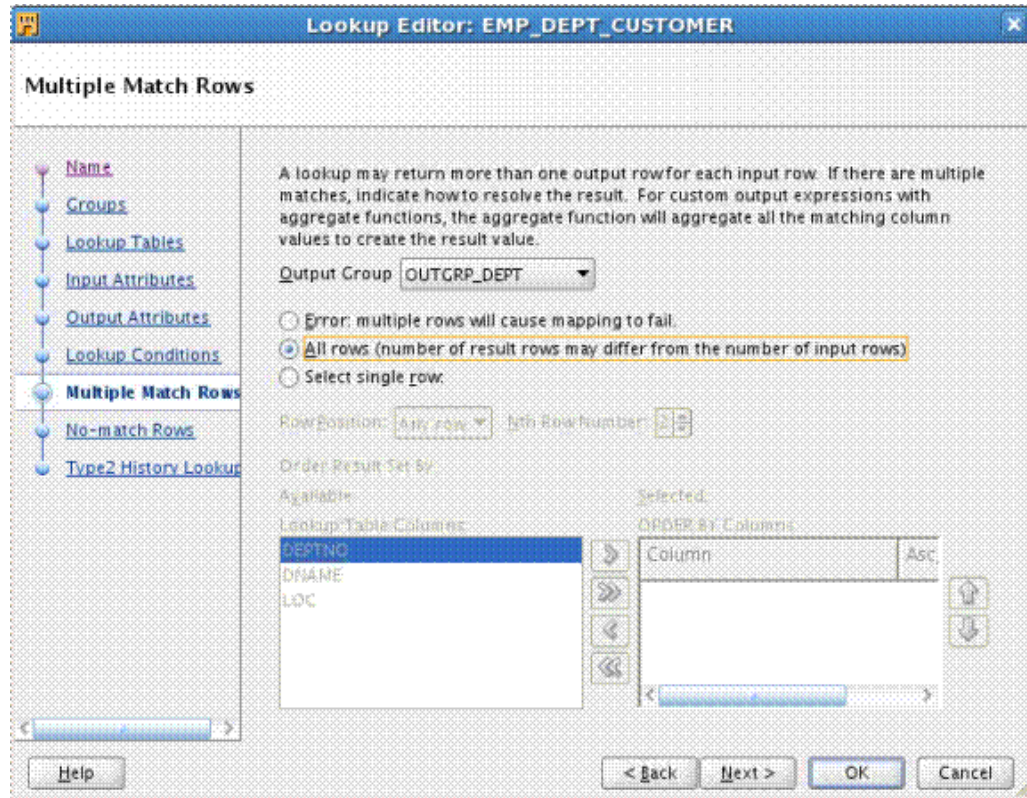 Lookup Editor: EMP_DEPT_CUSTOMER
Multiple Match Rows
Name
Groups
Lookup Tables
Input Attributes
Output Attributes
Lookup Conditions
Multiple Match Rows
No-match Rows
Type2 History Lookup
A lookup may return more than one output row for each input row. If there are multiple
matches, indicate how to resolve the result. For custom output expressions with
aggregate functions, the aggregate function will aggregate all the matching column
values to create the result value.
Output Group OUTGRP_DEPT
Error: multiple rows will cause mapping to fail.
All rows (number of result rows may differ from the number of input rows)
Select single row:
Row Position: Any row Nth Row Number: 2
Order Result Set By:
Available: Selected:
Lookup Table Columns ORDER BY Columns
DEPTNO
DNAME
LOC
Column Asc,
Help < Back Next > OK Cancel